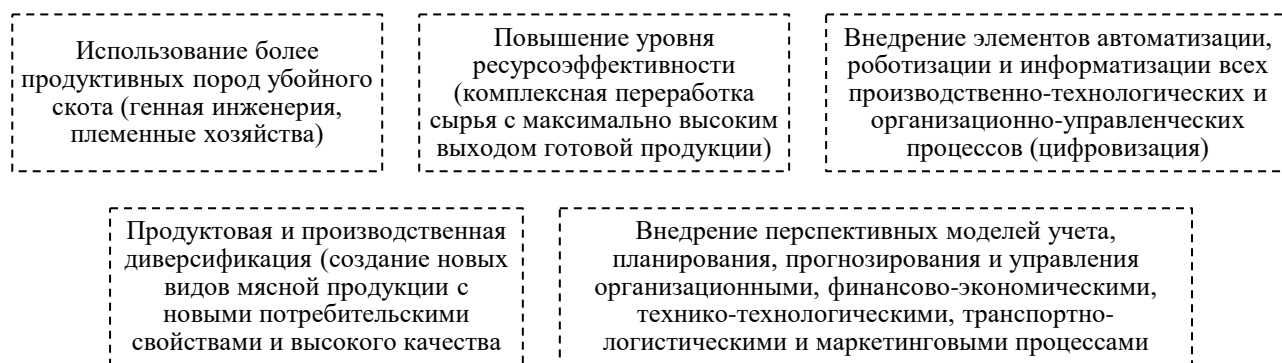 Использование более
продуктивных пород убойного
скота (генная инженерия,
племенные хозяйства)
Повышение уровня
ресурсоэффективности
(комплексная переработка
сырья с максимально высоким
выходом готовой продукции)
Внедрение элементов автоматизации,
роботизации и информатизации всех
производственно-технологических и
организационно-управленческих
процессов (цифровизация)
Продуктовая и производственная
диверсификация (создание новых
видов мясной продукции с
новыми потребительскими
свойствами и высокого качества
Внедрение перспективных моделей учета,
планирования, прогнозирования и управления
организационными, финансово-экономическими,
технико-технологическими, транспортно-
логистическими и маркетинговыми процессами